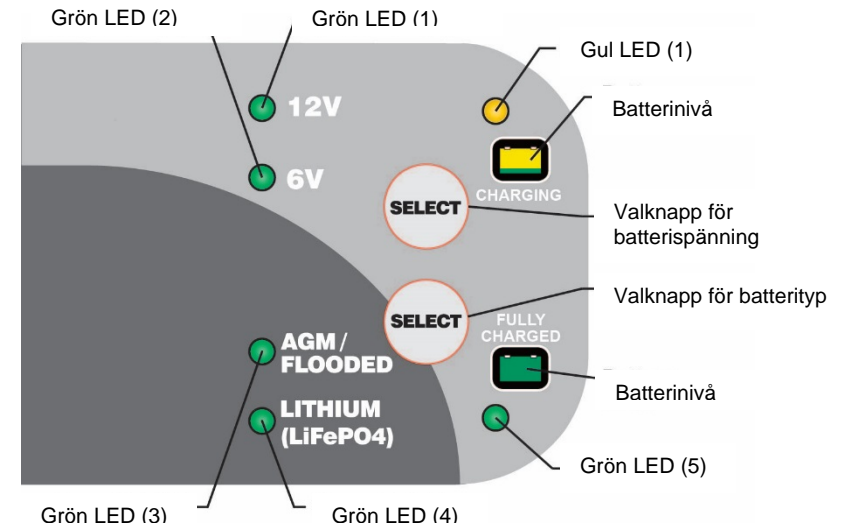 Grön LED (2)
Grön LED (1)
Gul LED (1)
12V
Batterinivå
6V
CHARGING
SELECT
Valknapp för
batterispänning
Valknapp för batterityp
SELECT
FULLY
CHARGED
AGM/
FLOODED
Batterinivå
LITHIUM
(LiFePO4)
Grön LED (5)
Grön LED (3)
Grön LED (4)